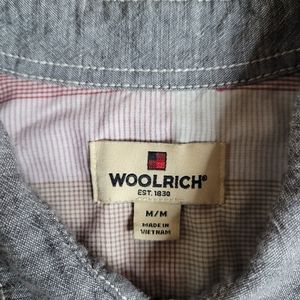 WOOLRICH®
EST. 1830
M/M
MADE IN
VIETNAM